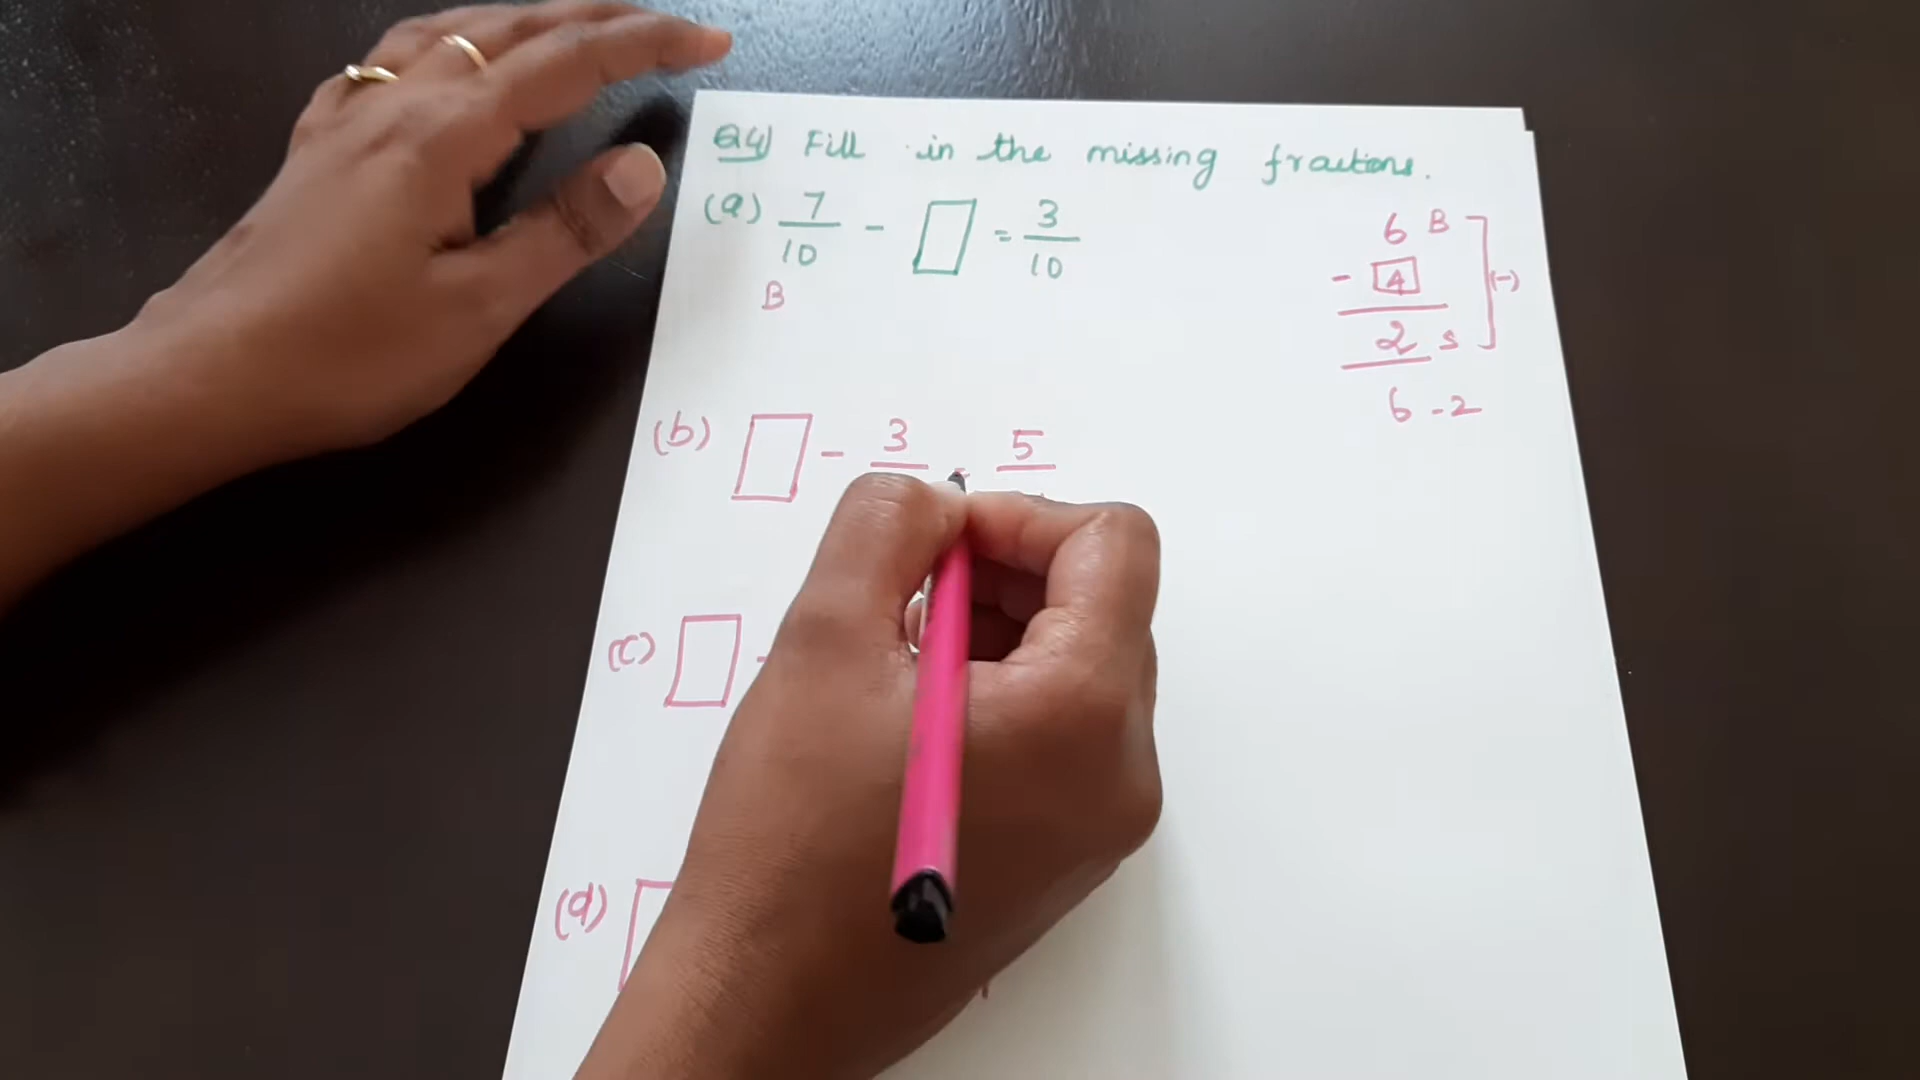 Q4) Fill in the missing fractions.
(a) 7/10 - □ = 3/10
B
6 B
- 4 (-)
2 s
6 - 2
(b) □ - 3 = 5
(c) □ -
(d)